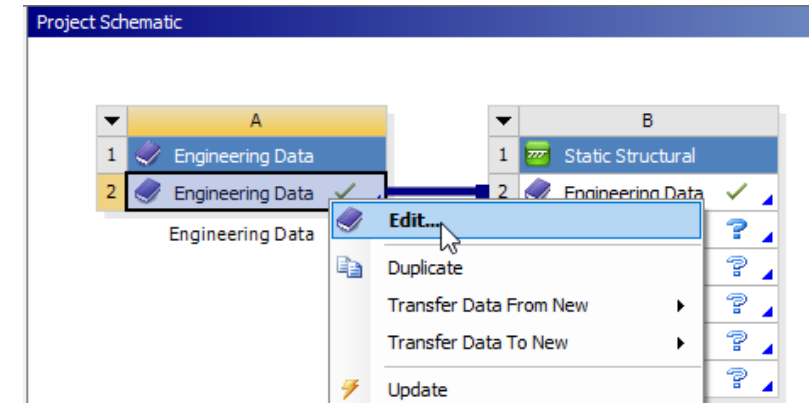 Project Schematic
A
B
1 Engineering Data
1 Static Structural
2 Engineering Data
2 Engineering Data
Engineering Data
Edit...
Duplicate
Transfer Data From New
Transfer Data To New
Update